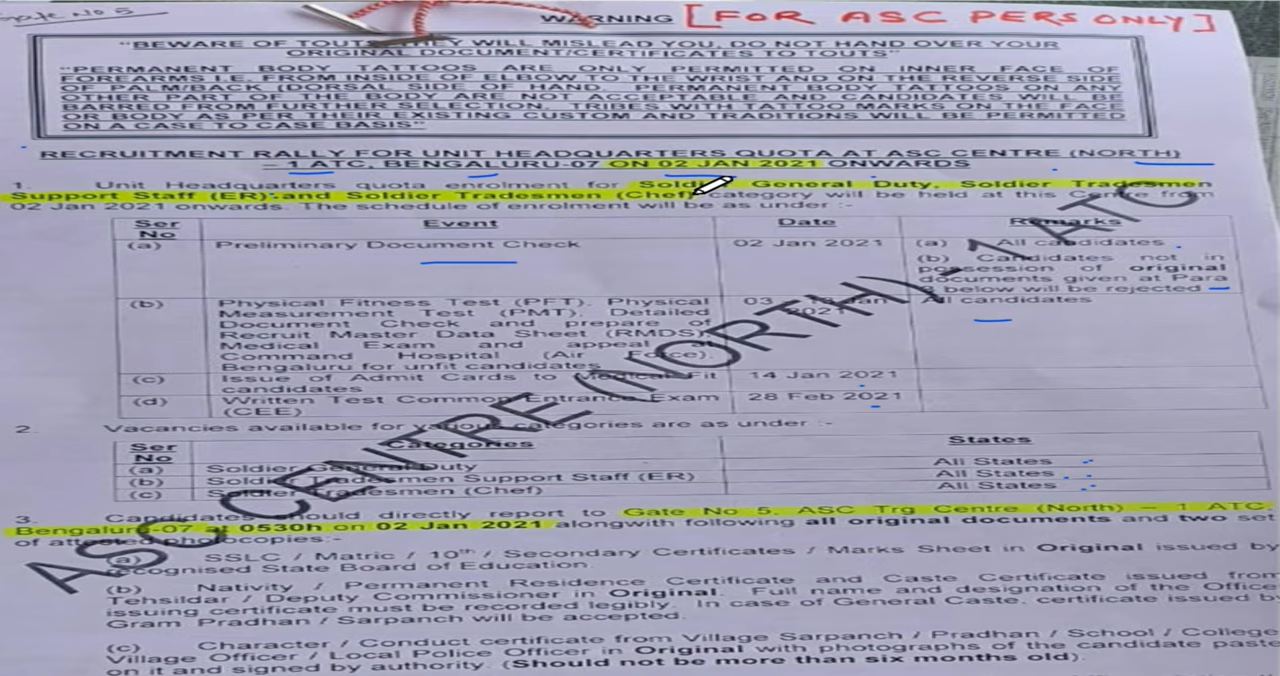 Gate No 5
WARNING [FOR ASC PERS ONLY]
"BEWARE OF TOUTS THEY WILL MISLEAD YOU. DO NOT HAND OVER YOUR
ORIGINAL DOCUMENT/CERTIFICATES TO TOUTS"
"PERMANENT BODY TATTOOS ARE ONLY PERMITTED ON INNER FACE OF
FOREARMS I.E. FROM INSIDE OF ELBOW TO THE WRIST AND ON THE REVERSE SIDE
OF PALM/BACK (DORSAL SIDE OF HAND. PERMANENT BODY TATTOOS ON ANY
OTHER PART OF THE BODY ARE NOT ACCEPTABLE AND CANDIDATES WILL BE
BARRED FROM FURTHER SELECTION. TRIBES WITH TATTOO MARKS ON THE FACE
OR BODY AS PER THEIR EXISTING CUSTOM AND TRADITIONS WILL BE PERMITTED
ON A CASE TO CASE BASIS"
RECRUITMENT RALLY FOR UNIT HEADQUARTERS QUOTA AT ASC CENTRE (NORTH)
– 1 ATC, BENGALURU-07 ON 02 JAN 2021 ONWARDS
1. Unit Headquarters quota enrolment for Soldier General Duty, Soldier Tradesmen
Support Staff (ER) and Soldier Tradesmen (Chef) category will be held at this Centre from
02 Jan 2021 onwards. The schedule of enrolment will be as under :-
Ser No Event Date Remarks
(a) Preliminary Document Check 02 Jan 2021 (a) All candidates
(b) Candidates not in
possession of original
documents given at Para
below will be rejected
(b) Physical Fitness Test (PFT), Physical 03 Jan All candidates
Measurement Test (PMT), Detailed 2021
Document Check and prepare of
Recruit Master Data Sheet (RMDS)
Medical Exam and appeal at
Command Hospital (Air Force),
Bengaluru for unfit candidates
(c) Issue of Admit Cards to Medical Fit 14 Jan 2021
candidates
(d) Written Test Common Entrance Exam 28 Feb 2021
(CEE)
2. Vacancies available for various categories are as under :-
Ser No Categories States
(a) Soldier General Duty All States
(b) Soldier Tradesmen Support Staff (ER) All States
(c) Soldier Tradesmen (Chef) All States
3. Candidates should directly report to Gate No 5, ASC Trg Centre (North) – 1 ATC,
Bengaluru-07 at 0530h on 02 Jan 2021 alongwith following all original documents and two set
of attested photocopies:-
(a) SSLC / Matric / 10th / Secondary Certificates / Marks Sheet in Original issued by
recognised State Board of Education.
(b) Nativity / Permanent Residence Certificate and Caste Certificate issued from
Tehsildar / Deputy Commissioner in Original. Full name and designation of the Office
issuing certificate must be recorded legibly. In case of General Caste, certificate issued b
Gram Pradhan / Sarpanch will be accepted.
(c) Character / Conduct certificate from Village Sarpanch / Pradhan / School / College
Village Officer / Local Police Officer in Original with photographs of the candidate paste
on it and signed by authority. (Should not be more than six months old).
ASC CENTRE (NORTH) - 1 ATC